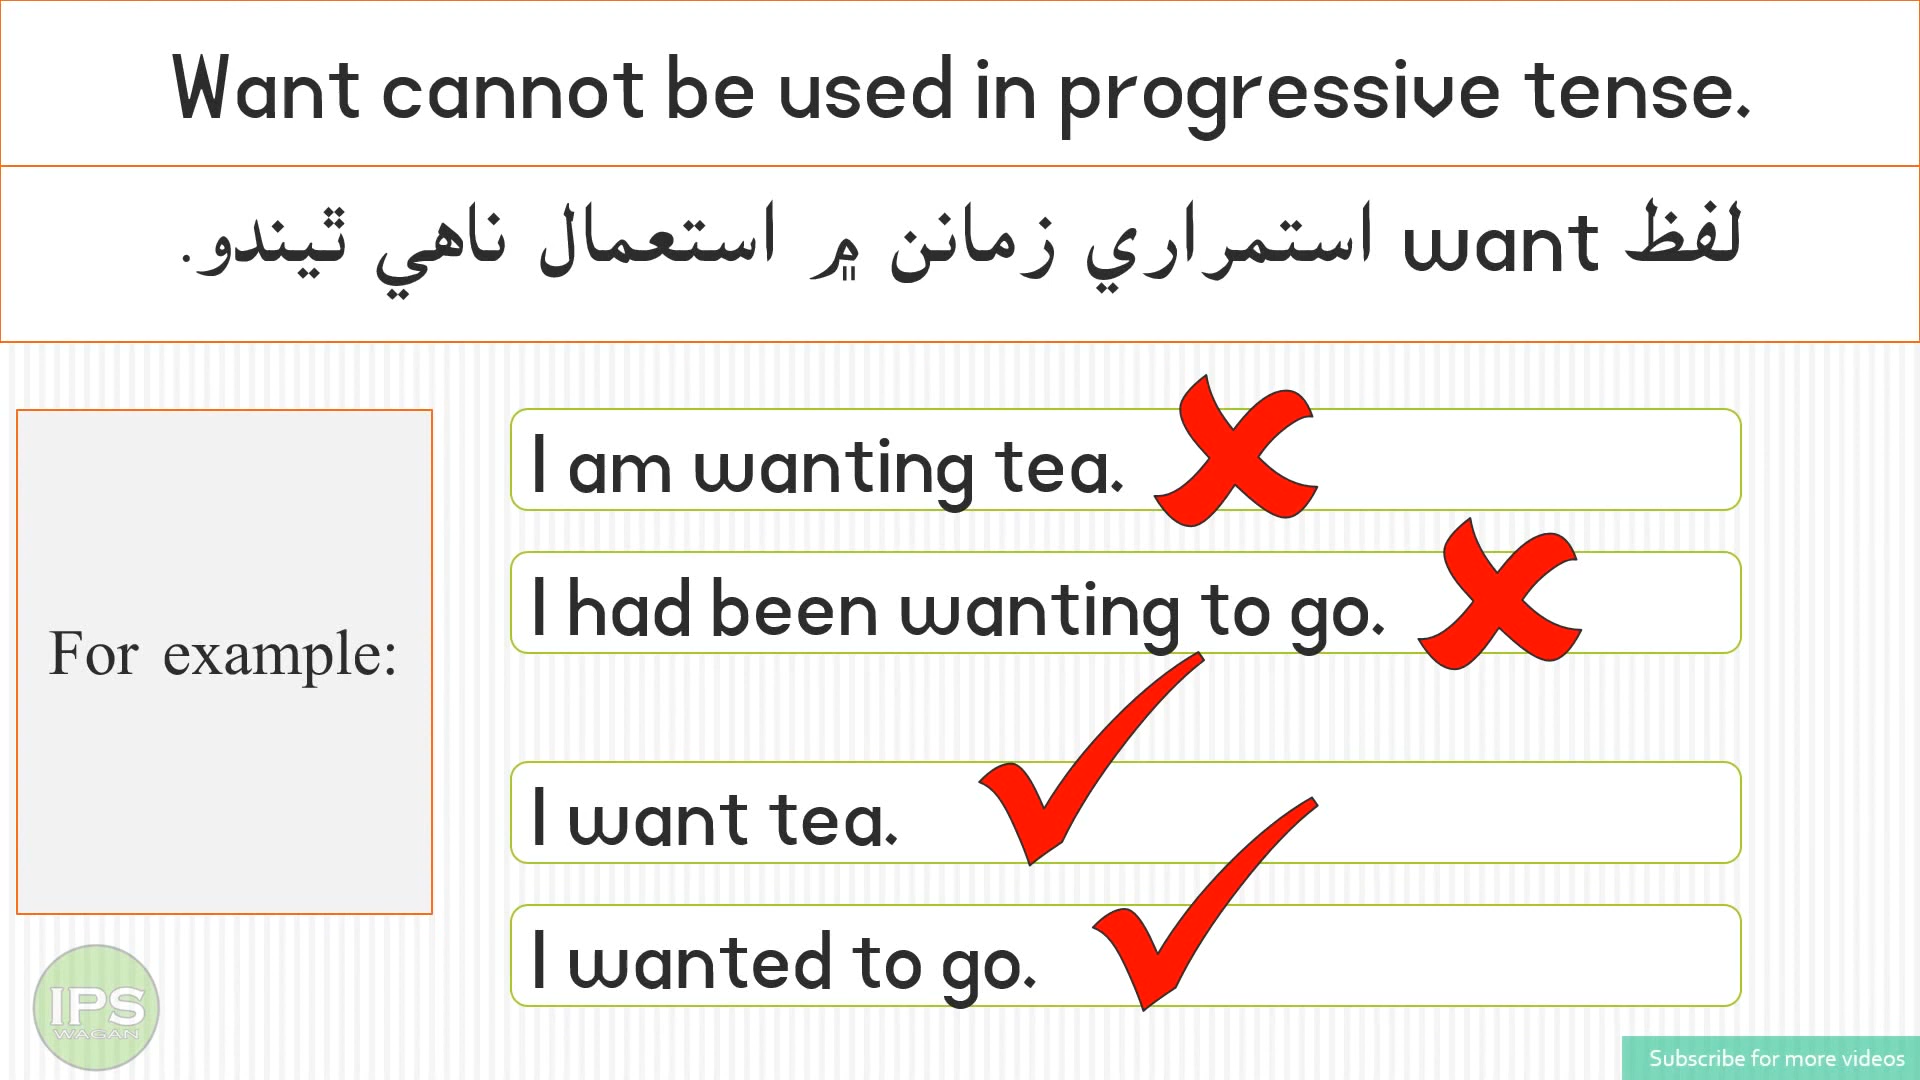 Want cannot be used in progressive tense.
لفظ want استمراري زمانن ۾ استعمال ناهي ٿيندو.
For example:
I am wanting tea.
I had been wanting to go.
I want tea.
I wanted to go.
IPS
WAGAN
Subscribe for more videos